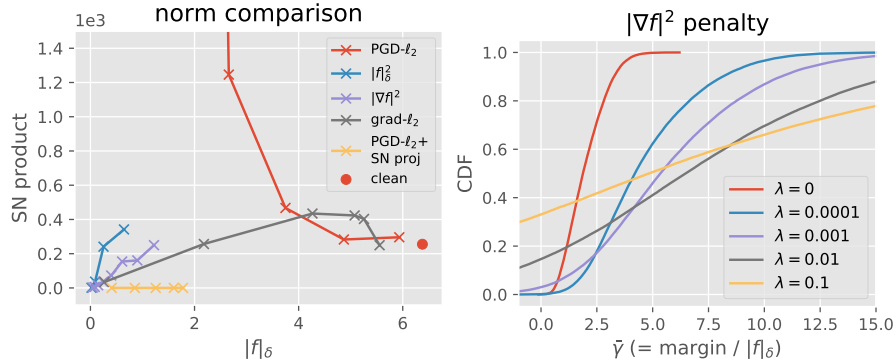 norm comparison
1e3
SN product
1.4
1.2
1.0
0.8
0.6
0.4
0.2
0.0
PGD-ℓ₂
|f|²_δ
|∇f|²
grad-ℓ₂
PGD-ℓ₂+
SN proj
clean
0 2 4 6
|f|_δ
|∇f|² penalty
CDF
1.0
0.8
0.6
0.4
0.2
0.0
λ = 0
λ = 0.0001
λ = 0.001
λ = 0.01
λ = 0.1
0.0 2.5 5.0 7.5 10.0 12.5 15.0
γ̄ (= margin / |f|_δ)